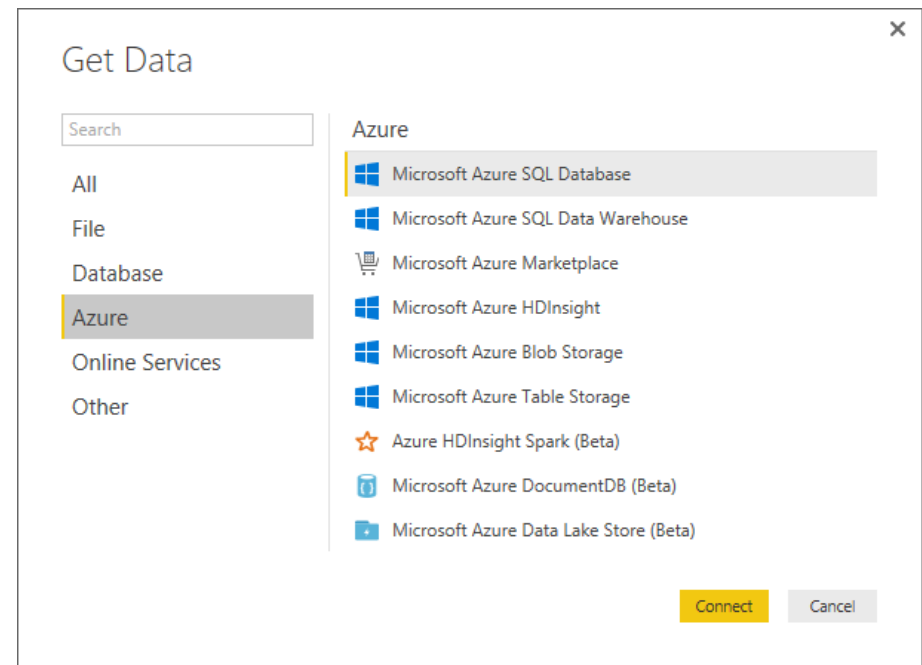 Get Data
Search
All
File
Database
Azure
Online Services
Other
Azure
Microsoft Azure SQL Database
Microsoft Azure SQL Data Warehouse
Microsoft Azure Marketplace
Microsoft Azure HDInsight
Microsoft Azure Blob Storage
Microsoft Azure Table Storage
Azure HDInsight Spark (Beta)
Microsoft Azure DocumentDB (Beta)
Microsoft Azure Data Lake Store (Beta)
Connect
Cancel